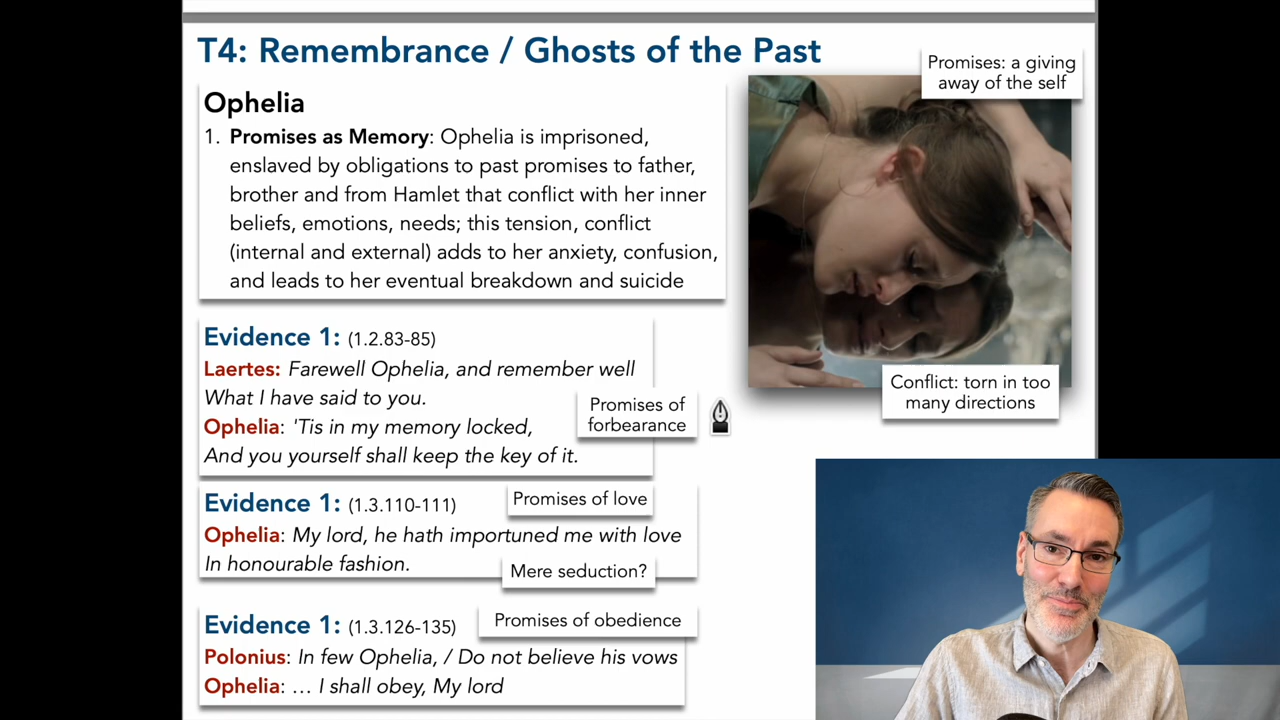 T4: Remembrance / Ghosts of the Past
Promises: a giving
away of the self
Ophelia
1. Promises as Memory: Ophelia is imprisoned,
enslaved by obligations to past promises to father,
brother and from Hamlet that conflict with her inner
beliefs, emotions, needs; this tension, conflict
(internal and external) adds to her anxiety, confusion,
and leads to her eventual breakdown and suicide
Conflict: torn in too
many directions
Evidence 1: (1.2.83-85)
Laertes: Farewell Ophelia, and remember well
What I have said to you.
Promises of
forbearance
Ophelia: 'Tis in my memory locked,
And you yourself shall keep the key of it.
Evidence 1: (1.3.110-111)
Promises of love
Ophelia: My lord, he hath importuned me with love
In honourable fashion.
Mere seduction?
Evidence 1: (1.3.126-135)
Promises of obedience
Polonius: In few Ophelia, / Do not believe his vows
Ophelia: … I shall obey, My lord